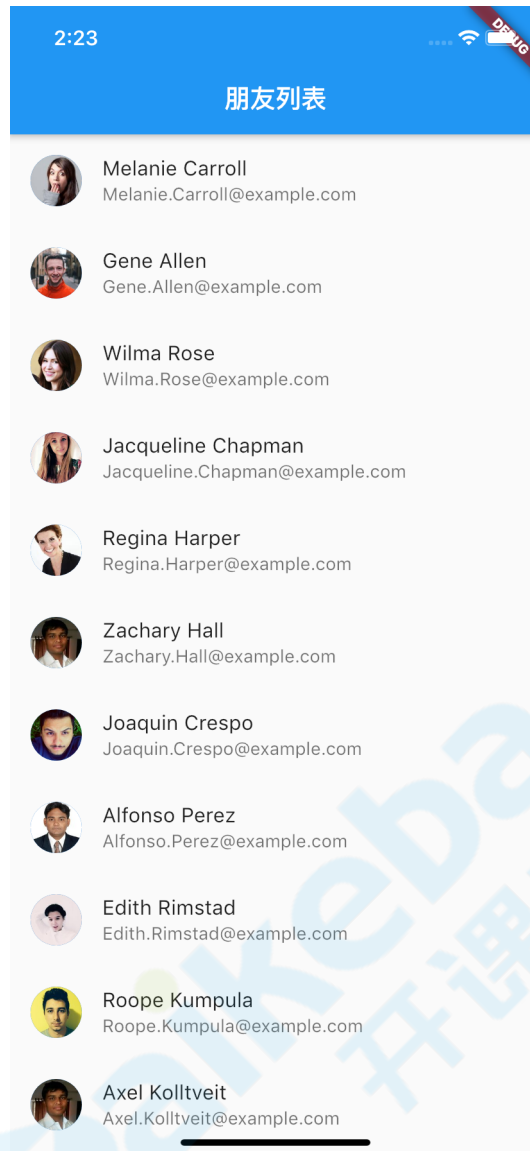 2:23
DEBUG
朋友列表
Melanie Carroll
Melanie.Carroll@example.com
Gene Allen
Gene.Allen@example.com
Wilma Rose
Wilma.Rose@example.com
Jacqueline Chapman
Jacqueline.Chapman@example.com
Regina Harper
Regina.Harper@example.com
Zachary Hall
Zachary.Hall@example.com
Joaquin Crespo
Joaquin.Crespo@example.com
Alfonso Perez
Alfonso.Perez@example.com
Edith Rimstad
Edith.Rimstad@example.com
Roope Kumpula
Roope.Kumpula@example.com
Axel Kolltveit
Axel.Kolltveit@example.com
aikeba
开课